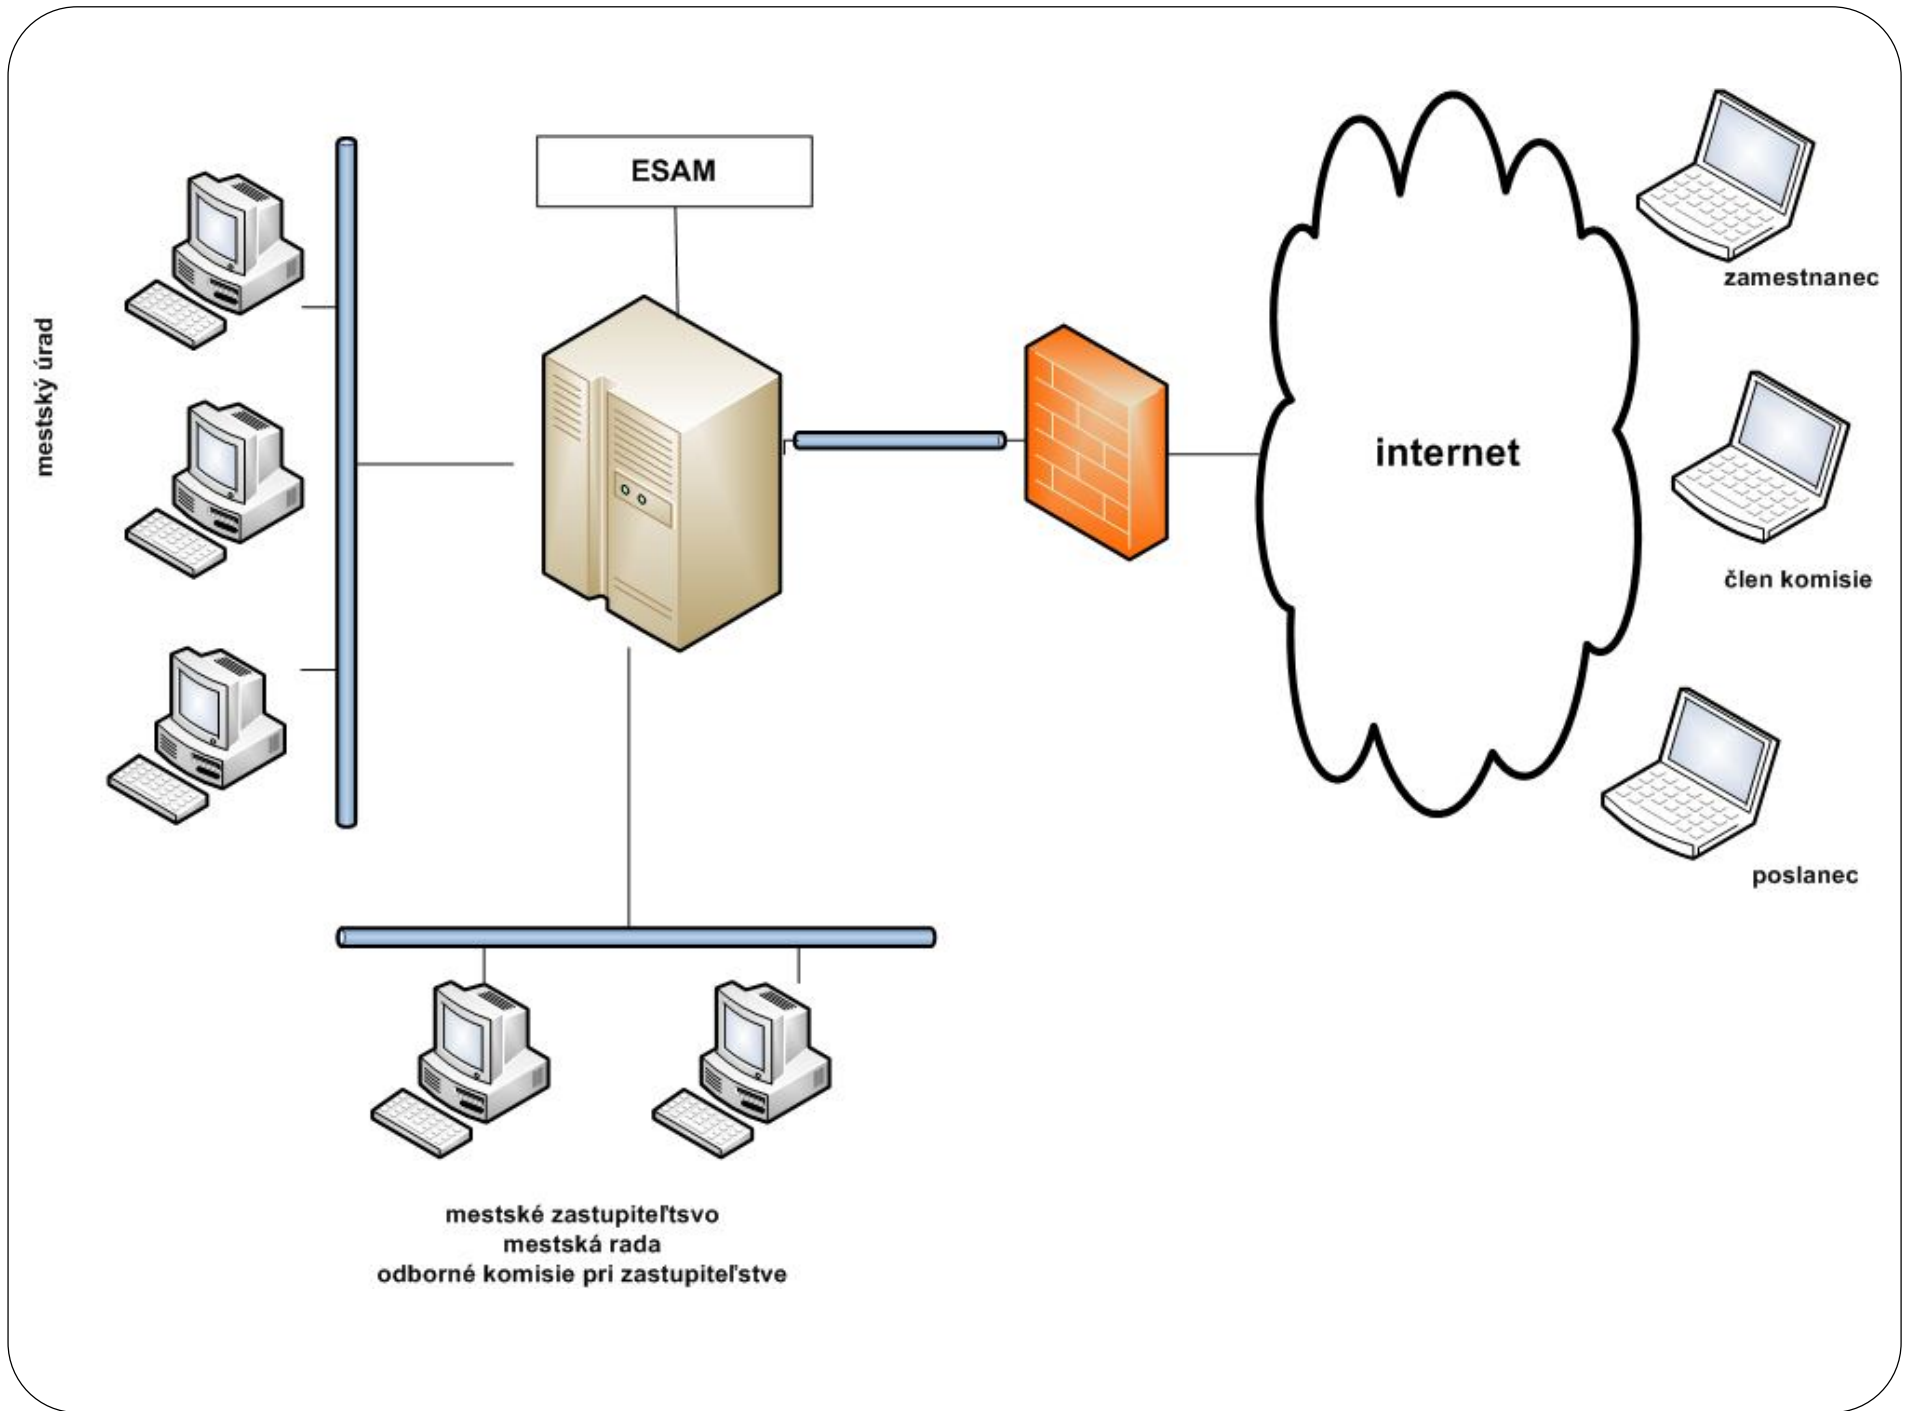 ESAM
mestský úrad
internet
zamestnanec
člen komisie
poslanec
mestské zastupiteľtsvo
mestská rada
odborné komisie pri zastupiteľstve